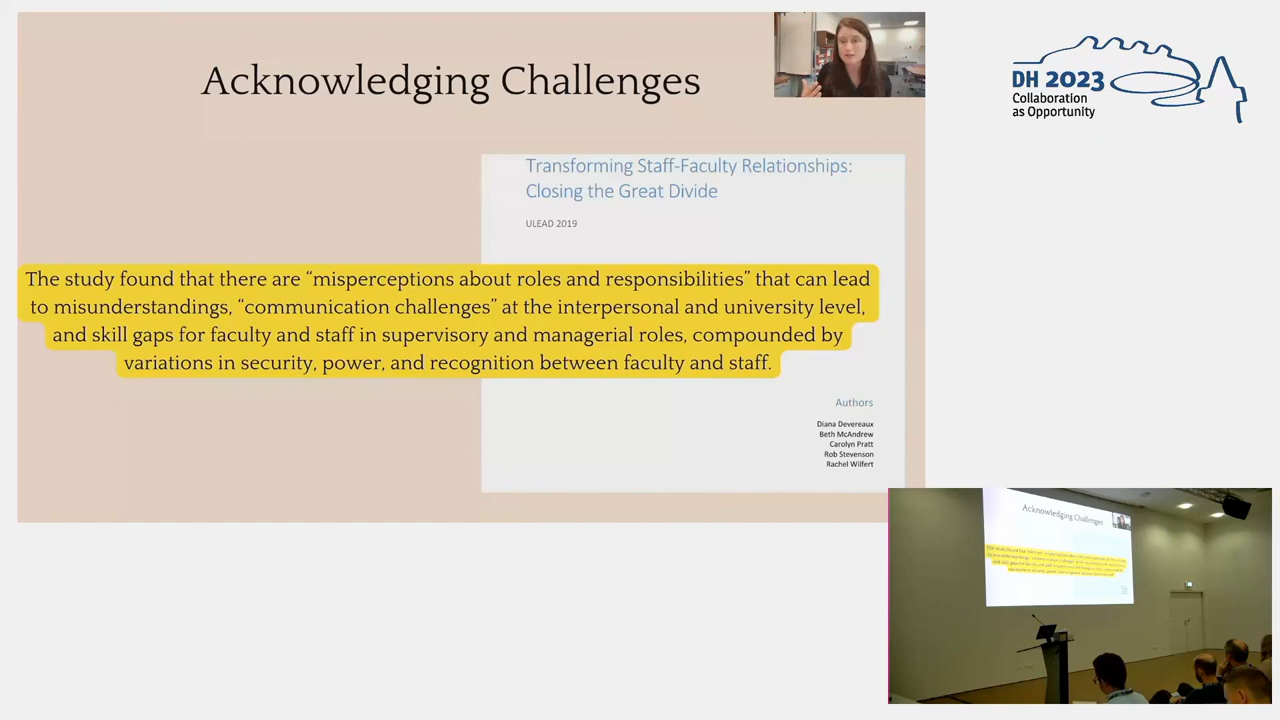 Acknowledging Challenges
DH 2023
Collaboration
as Opportunity
Transforming Staff-Faculty Relationships:
Closing the Great Divide
ULEAD 2019
The study found that there are “misperceptions about roles and responsibilities” that can lead
to misunderstandings, “communication challenges” at the interpersonal and university level,
and skill gaps for faculty and staff in supervisory and managerial roles, compounded by
variations in security, power, and recognition between faculty and staff.
Authors
Diana Devereaux
Beth McAndrew
Carolyn Pratt
Rob Stevenson
Rachel Wilfert
Acknowledging Challenges